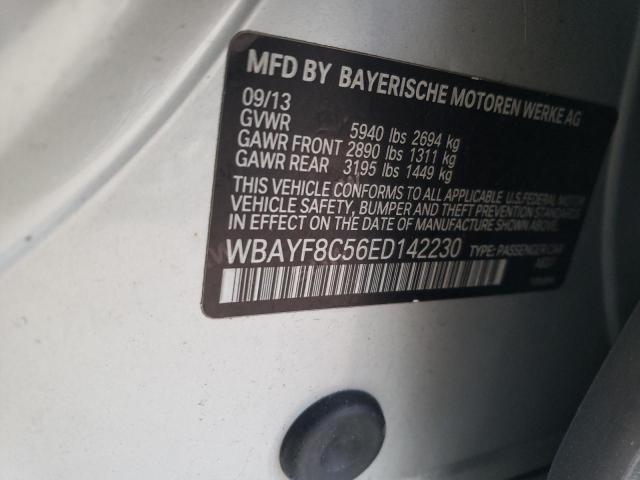 MFD BY BAYERISCHE MOTOREN WERKE AG
09/13
GVWR 5940 lbs 2694 kg
GAWR FRONT 2890 lbs 1311 kg
GAWR REAR 3195 lbs 1449 kg
THIS VEHICLE CONFORMS TO ALL APPLICABLE U.S. FEDERAL MOTOR
VEHICLE SAFETY, BUMPER AND THEFT PREVENTION STANDARDS
IN EFFECT ON THE DATE OF MANUFACTURE SHOWN ABOVE.
WBAYF8C56ED142230 TYPE: PASSENGER CAR